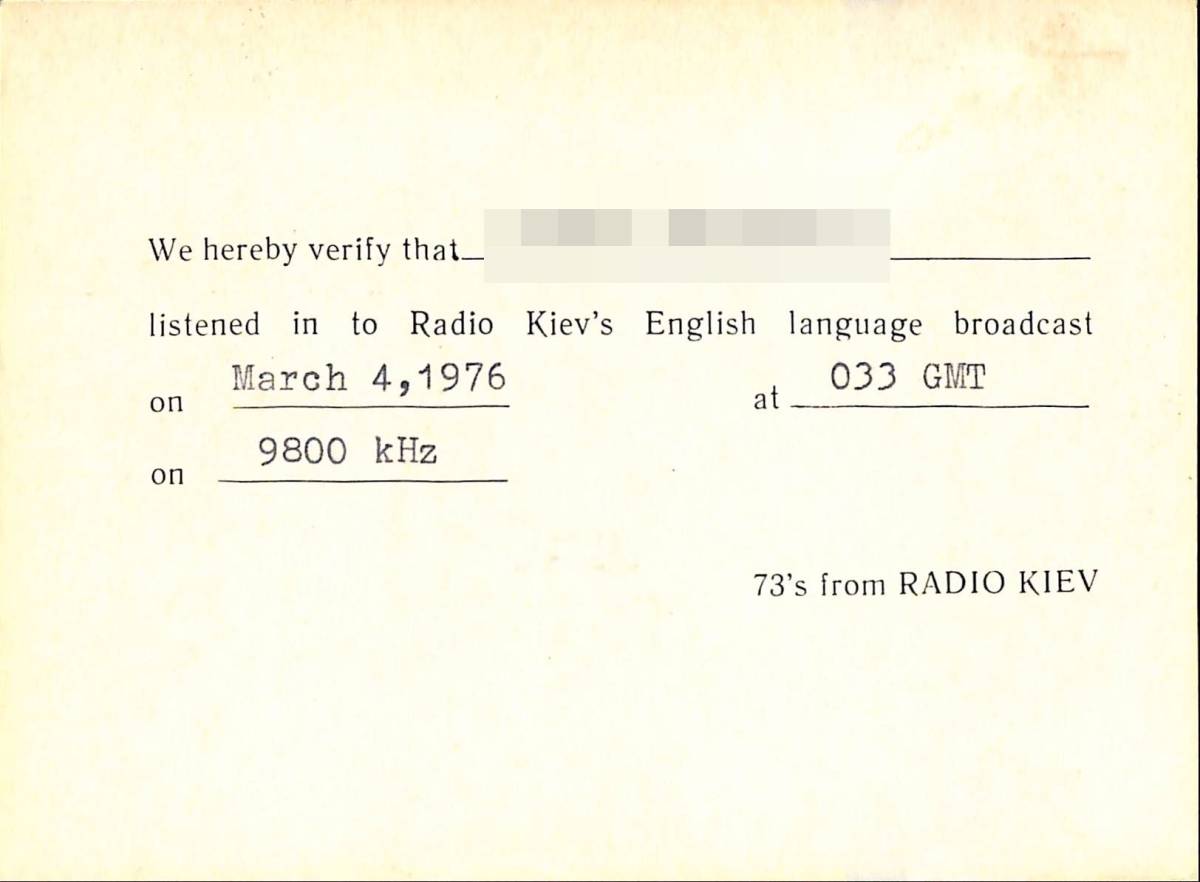 We hereby verify that
listened in to Radio Kiev's English language broadcast
on March 4,1976 at 033 GMT
on 9800 kHz
73's from RADIO KIEV